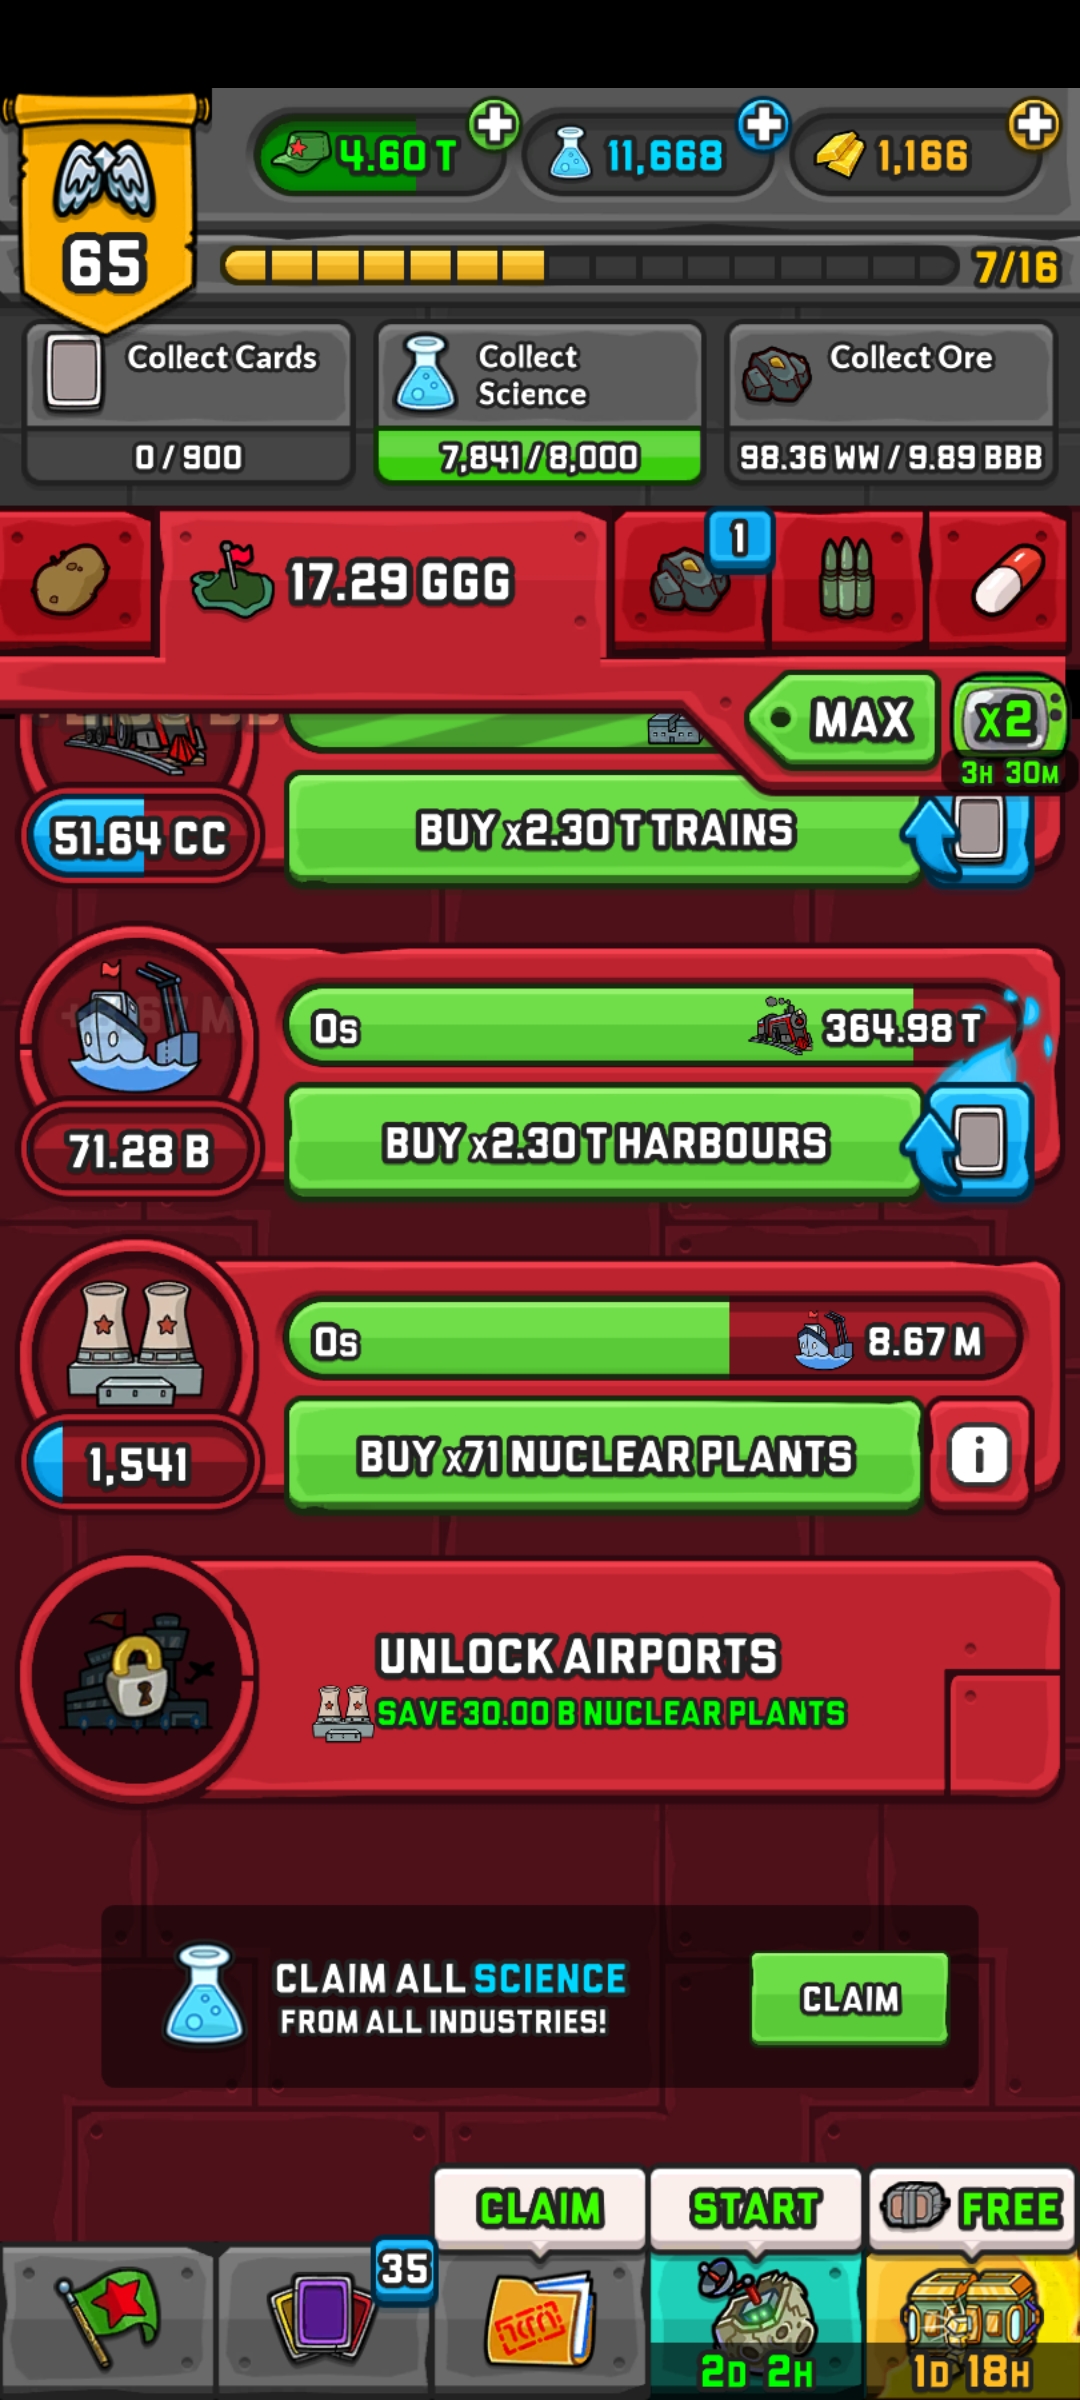 4.60 T
11,668
1,166
65
7/16
Collect Cards
0 / 900
Collect
Science
7,841 / 8,000
Collect Ore
98.36 WW / 9.89 BBB
17.29 GGG
1
MAX
x2
3H 30M
51.64 CC
BUY x2.30 T TRAINS
0s
364.98 T
71.28 B
BUY x2.30 T HARBOURS
0s
8.67 M
1,541
BUY x71 NUCLEAR PLANTS
i
UNLOCK AIRPORTS
SAVE 30.00 B NUCLEAR PLANTS
CLAIM ALL SCIENCE
FROM ALL INDUSTRIES!
CLAIM
CLAIM
START
FREE
35
2D 2H
1D 18H